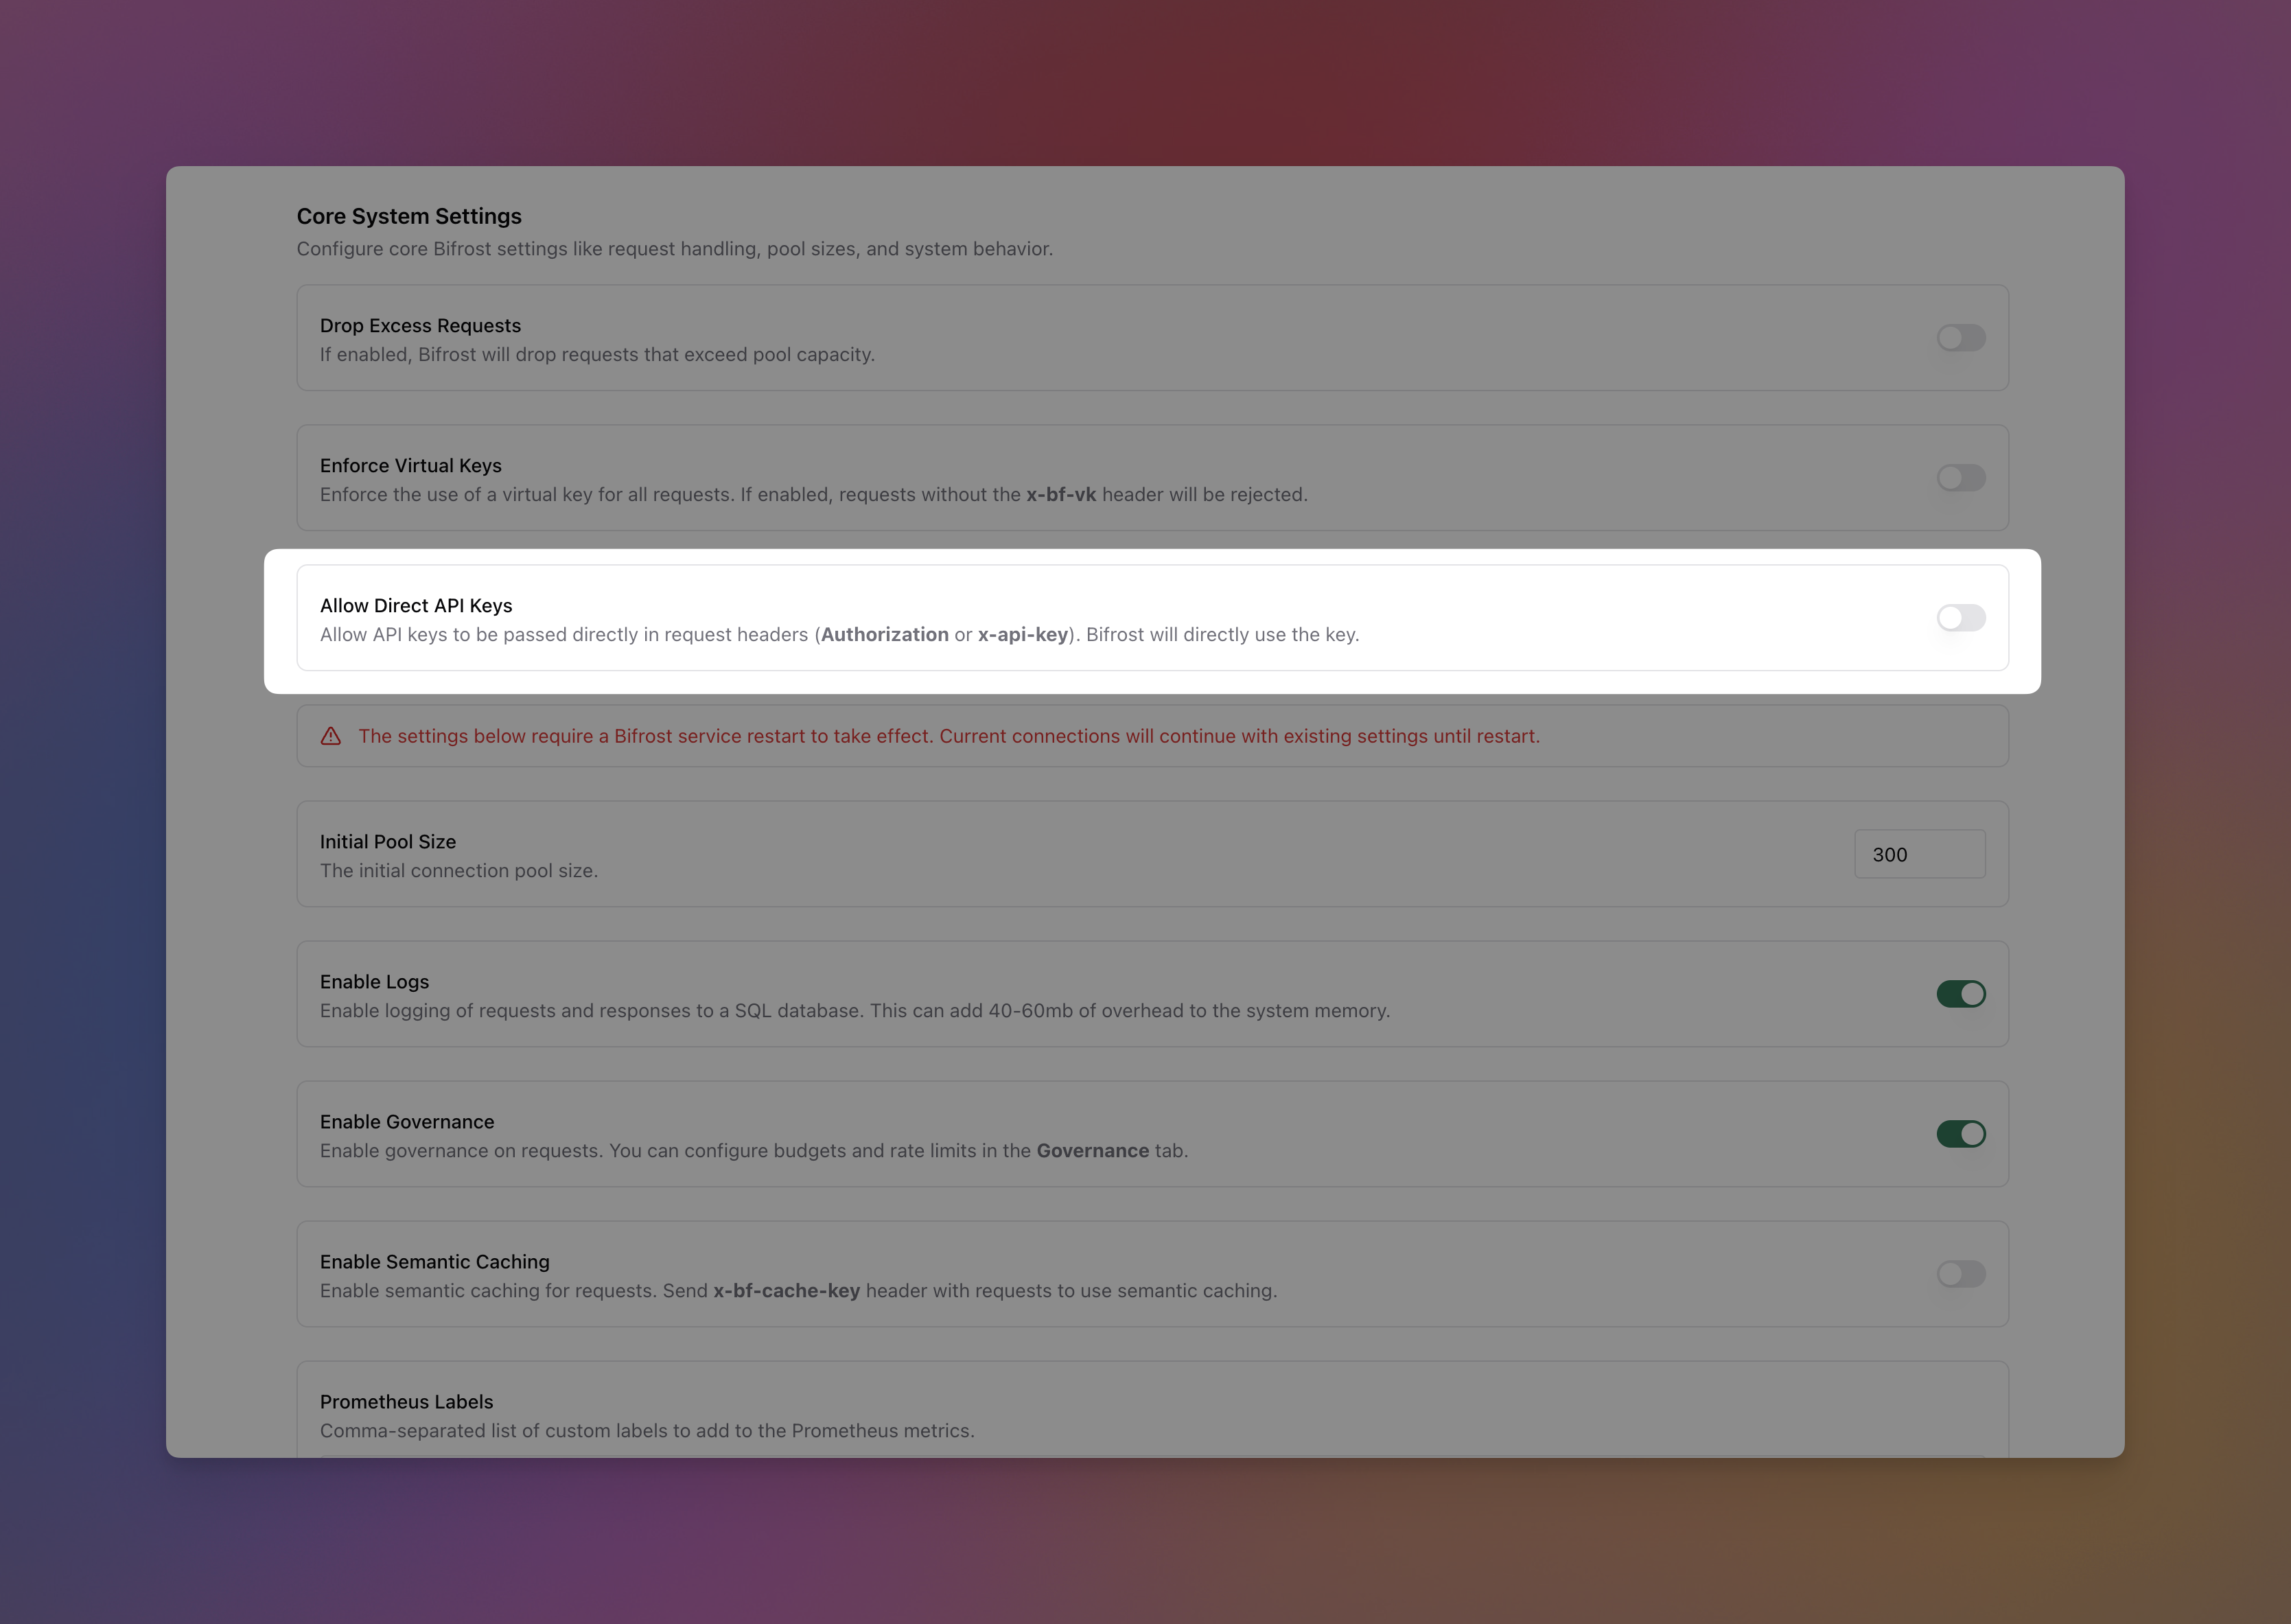 Core System Settings
Configure core Bifrost settings like request handling, pool sizes, and system behavior.
Drop Excess Requests
If enabled, Bifrost will drop requests that exceed pool capacity.
Enforce Virtual Keys
Enforce the use of a virtual key for all requests. If enabled, requests without the x-bf-vk header will be rejected.
Allow Direct API Keys
Allow API keys to be passed directly in request headers (Authorization or x-api-key). Bifrost will directly use the key.
The settings below require a Bifrost service restart to take effect. Current connections will continue with existing settings until restart.
Initial Pool Size
The initial connection pool size.
300
Enable Logs
Enable logging of requests and responses to a SQL database. This can add 40-60mb of overhead to the system memory.
Enable Governance
Enable governance on requests. You can configure budgets and rate limits in the Governance tab.
Enable Semantic Caching
Enable semantic caching for requests. Send x-bf-cache-key header with requests to use semantic caching.
Prometheus Labels
Comma-separated list of custom labels to add to the Prometheus metrics.